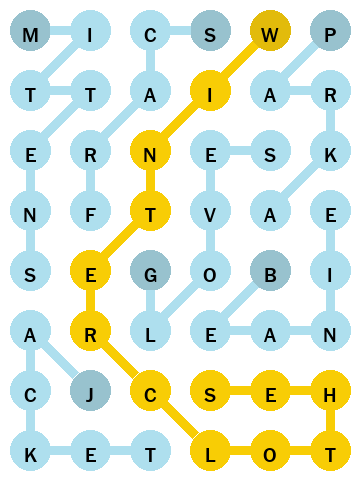 M I C S W P
T T A I A R
E R N E S K
N F T V A E
S E G O B I
A R L E A N
C J C S E H
K E T L O T